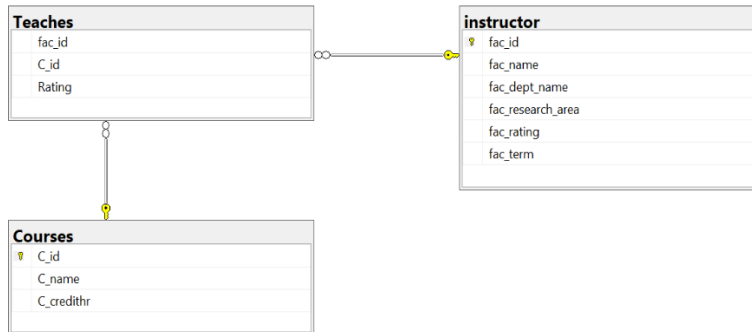 Teaches
fac_id
C_id
Rating
instructor
fac_id
fac_name
fac_dept_name
fac_research_area
fac_rating
fac_term
Courses
C_id
C_name
C_credithr